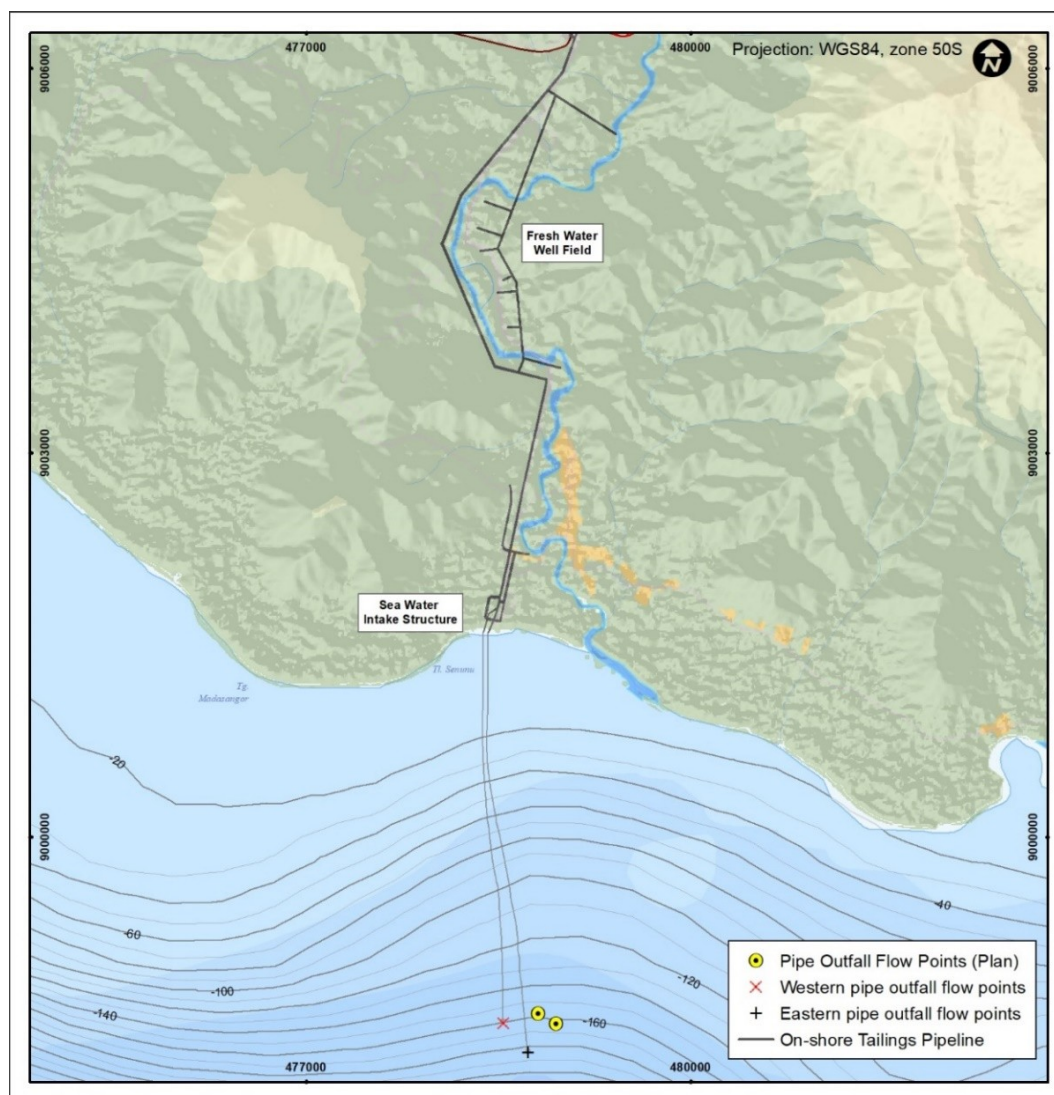 477000
480000
Projection: WGS84, zone 50S
N
9006000
9006000
Fresh Water
Well Field
9003000
9003000
Sea Water
Intake Structure
Tl. Senunu
Tg.
-20
9000000
9000000
-40
-60
-100
-120
-140
-160
Pipe Outfall Flow Points (Plan)
Western pipe outfall flow points
Eastern pipe outfall flow points
On-shore Tailings Pipeline
477000
480000